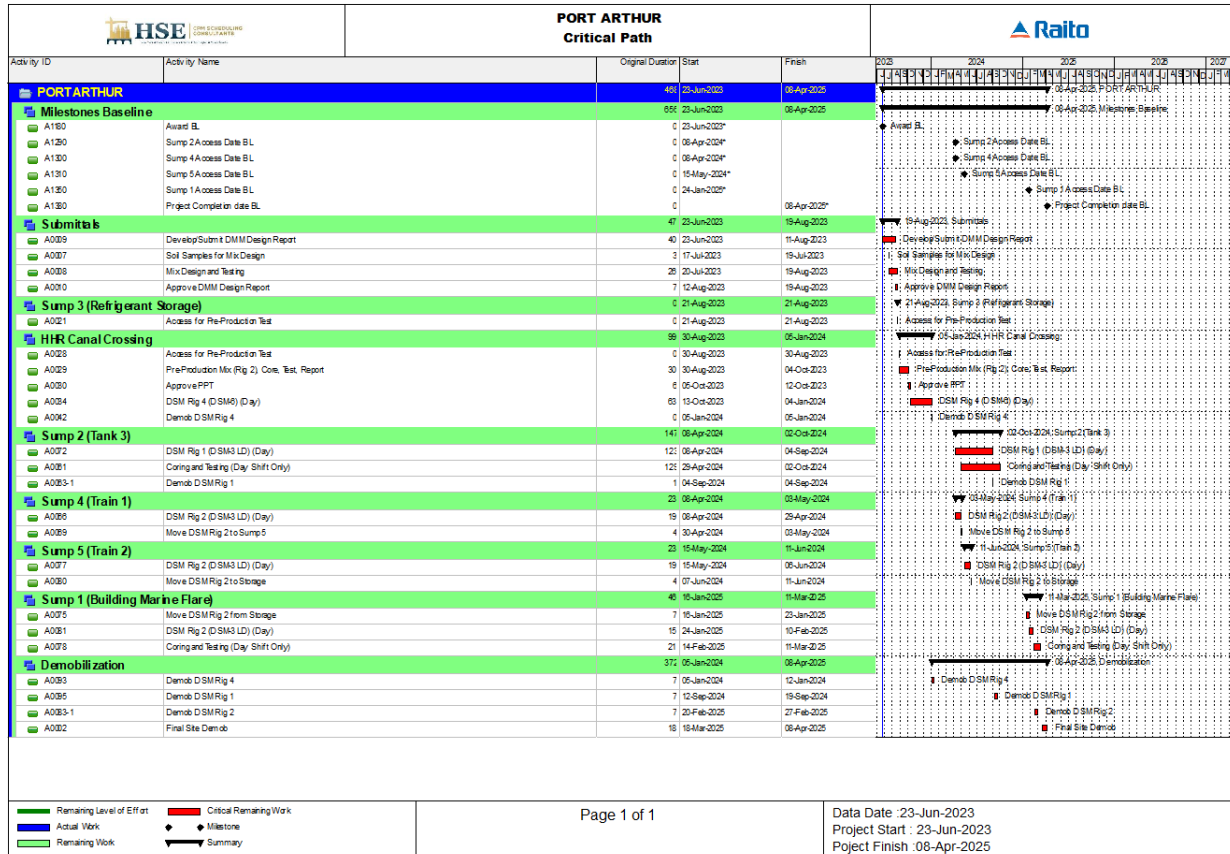 HSE CPM SCHEDULING CONSULTANTS
PORT ARTHUR
Critical Path
Raito
Activity ID Activity Name Original Duration Start Finish 2023 2024 2025 2026 2027
PORT ARTHUR 23-Jun-2023 08-Apr-2025 08-Apr-2025, PORT ARTHUR
Milestones Baseline 23-Jun-2023 08-Apr-2025 08-Apr-2025, Milestones Baseline
A1180 Award BL 0 23-Jun-2023* Award BL
A1290 Sump 2 Access Date BL 0 08-Apr-2024* Sump 2 Access Date BL
A1300 Sump 4 Access Date BL 0 08-Apr-2024* Sump 4 Access Date BL
A1310 Sump 5 Access Date BL 0 15-May-2024* Sump 5 Access Date BL
Sump 1 Access Date BL 0 24-Jan-2025* Sump 1 Access Date BL
Project Completion date BL 0 08-Apr-2025* Project Completion date BL
Submittals 47 23-Jun-2023 19-Aug-2023 19-Aug-2023, Submittals
A0009 Develop/Submit DMM Design Report 40 23-Jun-2023 11-Aug-2023 Develop/Submit DMM Design Report
A0007 Soil Samples for Mix Design 3 17-Jul-2023 19-Jul-2023 Soil Samples for Mix Design
A0008 Mix Design and Testing 26 20-Jul-2023 19-Aug-2023 Mix Design and Testing
A0010 Approve DMM Design Report 7 12-Aug-2023 19-Aug-2023 Approve DMM Design Report
Sump 3 (Refrigerant Storage) 0 21-Aug-2023 21-Aug-2023 21-Aug-2023, Sump 3 (Refrigerant Storage)
A0021 Access for Pre-Production Test 0 21-Aug-2023 21-Aug-2023 Access for Pre-Production Test
HHR Canal Crossing 99 30-Aug-2023 05-Jan-2024 05-Jan-2024, HHR Canal Crossing
A0028 Access for Pre-Production Test 0 30-Aug-2023 30-Aug-2023 Access for Pre-Production Test
A0029 Pre-Production Mix (Rig 2), Core, Test, Report 30 30-Aug-2023 04-Oct-2023 Pre-Production Mix (Rig 2), Core, Test, Report
A0030 Approve PPT 6 05-Oct-2023 12-Oct-2023 Approve PPT
A0034 DSM Rig 4 (DSM-6) (Day) 63 13-Oct-2023 04-Jan-2024 DSM Rig 4 (DSM-6) (Day)
A0042 Demob DSM Rig 4 0 05-Jan-2024 05-Jan-2024 Demob DSM Rig 4
Sump 2 (Tank 3) 147 08-Apr-2024 02-Oct-2024 02-Oct-2024, Sump 2 (Tank 3)
A0072 DSM Rig 1 (DSM-3 LD) (Day) 08-Apr-2024 04-Sep-2024 DSM Rig 1 (DSM-3 LD) (Day)
Coring and Testing (Day Shift Only) 29-Apr-2024 02-Oct-2024 Coring and Testing (Day Shift Only)
Demob DSM Rig 1 1 04-Sep-2024 04-Sep-2024 Demob DSM Rig 1
Sump 4 (Train 1) 23 08-Apr-2024 03-May-2024 03-May-2024, Sump 4 (Train 1)
DSM Rig 2 (DSM-3 LD) (Day) 19 08-Apr-2024 29-Apr-2024 DSM Rig 2 (DSM-3 LD) (Day)
Move DSM Rig 2 to Sump5 4 30-Apr-2024 03-May-2024 Move DSM Rig 2 to Sump5
Sump 5 (Train 2) 23 15-May-2024 11-Jun-2024 11-Jun-2024, Sump 5 (Train 2)
A0077 DSM Rig 2 (DSM-3 LD) (Day) 19 15-May-2024 06-Jun-2024 DSM Rig 2 (DSM-3 LD) (Day)
Move DSM Rig 2 to Storage 4 07-Jun-2024 11-Jun-2024 Move DSM Rig 2 to Storage
Sump 1 (Building Marine Flare) 46 16-Jan-2025 11-Mar-2025 11-Mar-2025, Sump 1 (Building Marine Flare)
A0075 Move DSM Rig 2 from Storage 7 16-Jan-2025 23-Jan-2025 Move DSM Rig 2 from Storage
A0081 DSM Rig 2 (DSM-3 LD) (Day) 15 24-Jan-2025 10-Feb-2025 DSM Rig 2 (DSM-3 LD) (Day)
A0078 Coring and Testing (Day Shift Only) 21 14-Feb-2025 11-Mar-2025 Coring and Testing (Day Shift Only)
Demobilization 05-Jan-2024 08-Apr-2025 08-Apr-2025, Demobilization
A0093 Demob DSM Rig 4 7 05-Jan-2024 12-Jan-2024 Demob DSM Rig 4
A0095 Demob DSM Rig 1 7 12-Sep-2024 19-Sep-2024 Demob DSM Rig 1
Demob DSM Rig 2 7 20-Feb-2025 27-Feb-2025 Demob DSM Rig 2
A0002 Final Site Demob 18 18-Mar-2025 08-Apr-2025 Final Site Demob
Remaining Level of Effort Critical Remaining Work
Actual Work Milestone
Remaining Work Summary
Page 1 of 1
Data Date :23-Jun-2023
Project Start : 23-Jun-2023
Poject Finish :08-Apr-2025